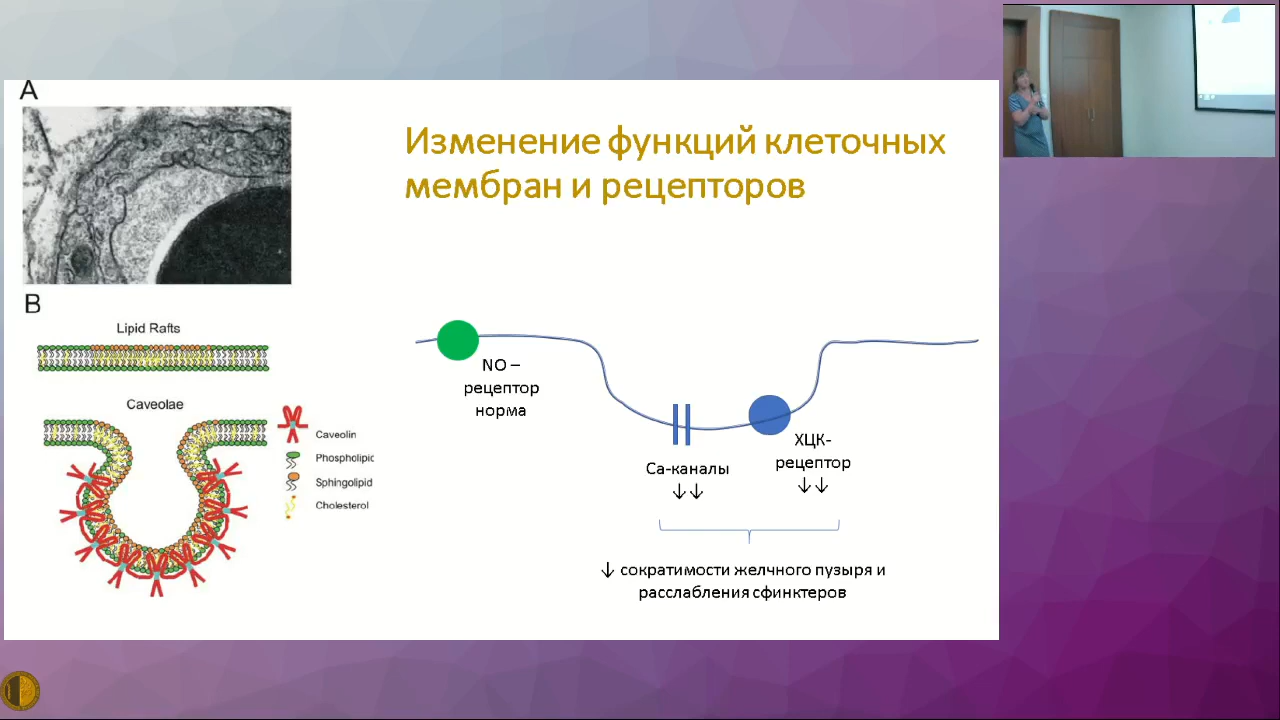 A
Изменение функций клеточных
мембран и рецепторов
B
Lipid Rafts
Caveolae
Caveolin
Phospholipid
Sphingolipid
Cholesterol
NO –
рецептор
норма
Са-каналы
↓↓
ХЦК-
рецептор
↓↓
↓ сократимости желчного пузыря и
расслабления сфинктеров